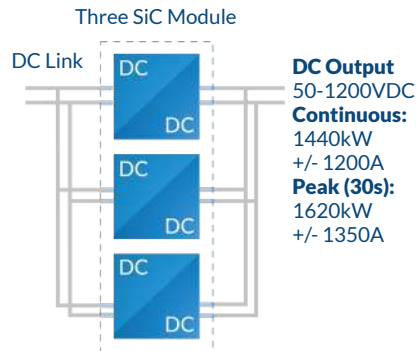 Three SiC Module
DC Link
DC
DC
DC
DC
DC
DC
DC Output
50-1200VDC
Continuous:
1440kW
+/- 1200A
Peak (30s):
1620kW
+/- 1350A